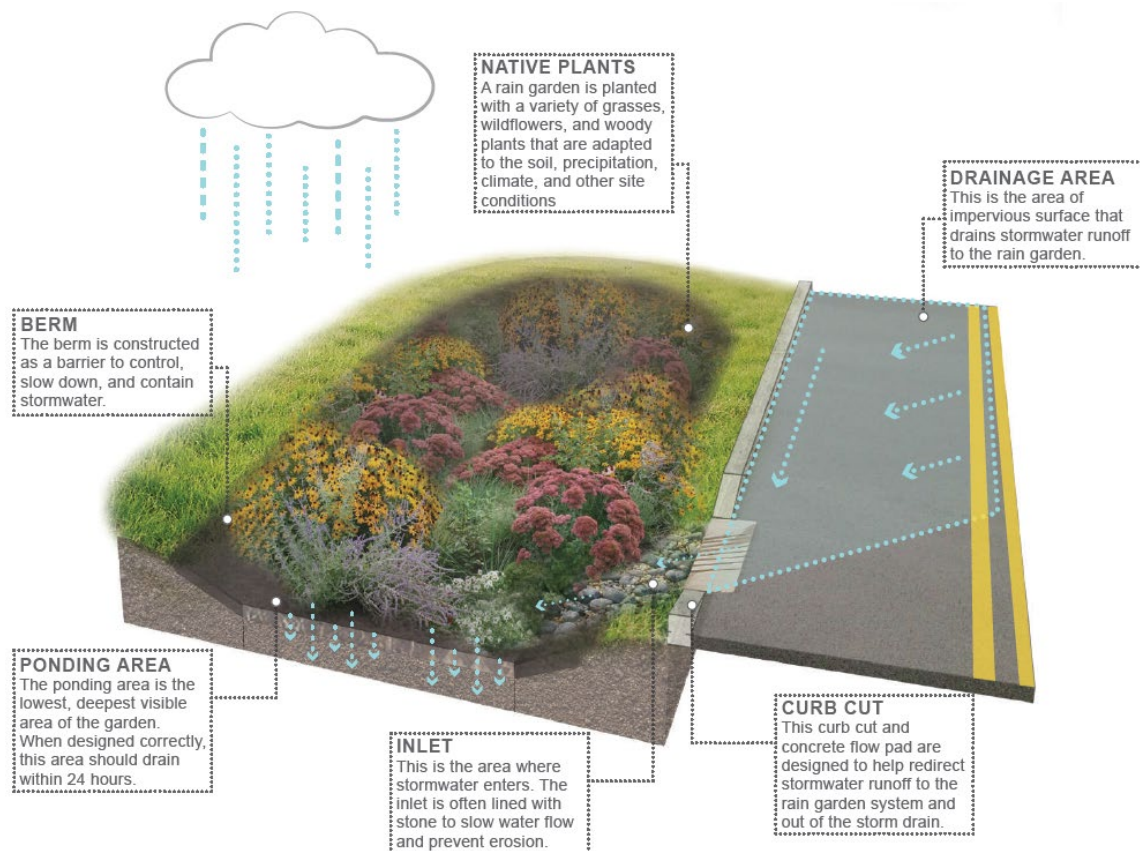 NATIVE PLANTS
A rain garden is planted
with a variety of grasses,
wildflowers, and woody
plants that are adapted
to the soil, precipitation,
climate, and other site
conditions
DRAINAGE AREA
This is the area of
impervious surface that
drains stormwater runoff
to the rain garden.
BERM
The berm is constructed
as a barrier to control,
slow down, and contain
stormwater.
PONDING AREA
The ponding area is the
lowest, deepest visible
area of the garden.
When designed correctly,
this area should drain
within 24 hours.
INLET
This is the area where
stormwater enters. The
inlet is often lined with
stone to slow water flow
and prevent erosion.
CURB CUT
This curb cut and
concrete flow pad are
designed to help redirect
stormwater runoff to the
rain garden system and
out of the storm drain.